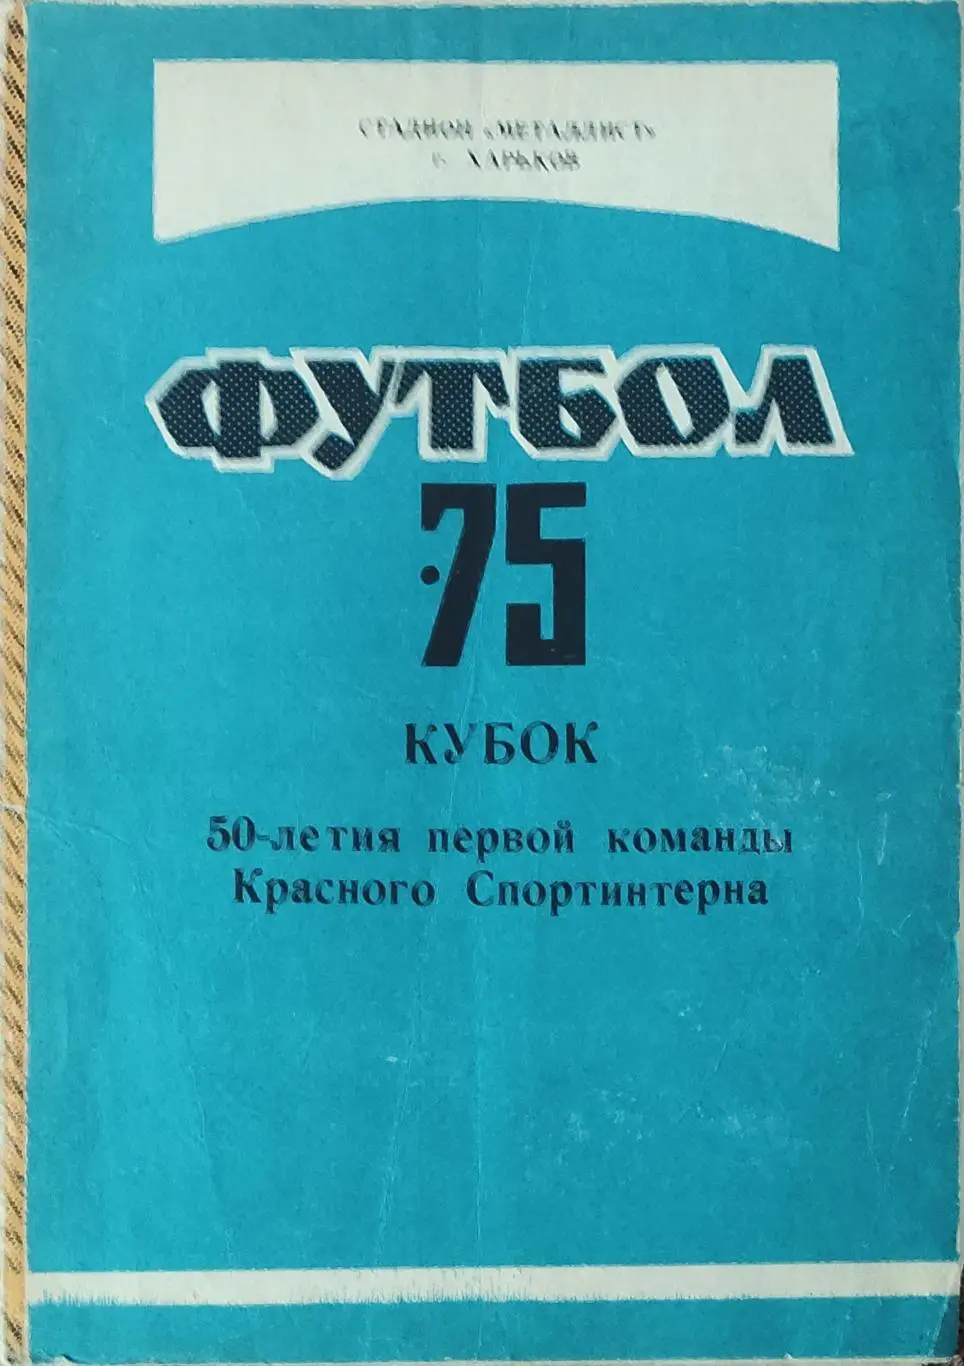 СТАДИОН «МЕТАЛЛИСТ»
г. ХАРЬКОВ
ФУТБОЛ
·75
КУБОК
50-летия первой команды
Красного Спортинтерна